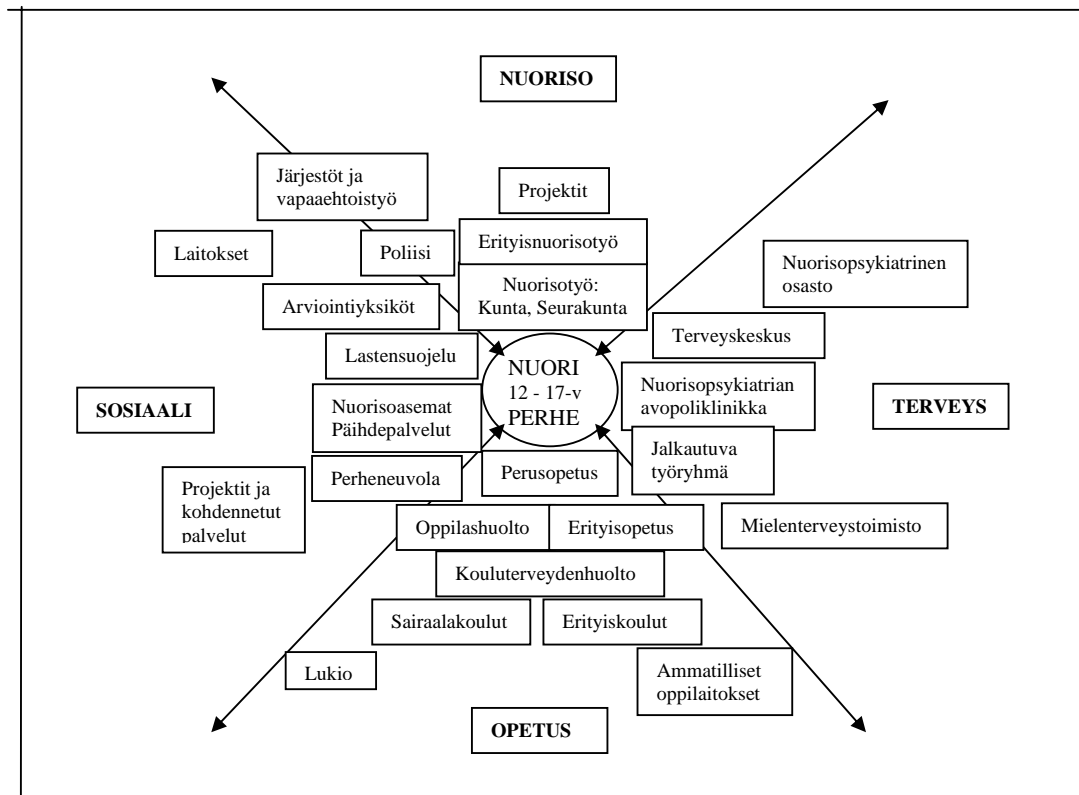 NUORISO
Järjestöt ja
vapaaehtoistyö
Projektit
Laitokset
Poliisi
Erityisnuorisotyö
Nuorisopsykiatrinen
osasto
Arviointiyksiköt
Nuorisotyö:
Kunta, Seurakunta
Terveyskeskus
Lastensuojelu
NUORI
12 - 17-v
PERHE
Nuorisopsykiatrian
avopoliklinikka
SOSIAALI
Nuorisoasemat
Päihdepalvelut
TERVEYS
Jalkautuva
työryhmä
Perheneuvola
Perusopetus
Projektit ja
kohdennetut
palvelut
Oppilashuolto
Erityisopetus
Mielenterveystoimisto
Kouluterveydenhuolto
Sairaalakoulut
Erityiskoulut
Lukio
Ammatilliset
oppilaitokset
OPETUS